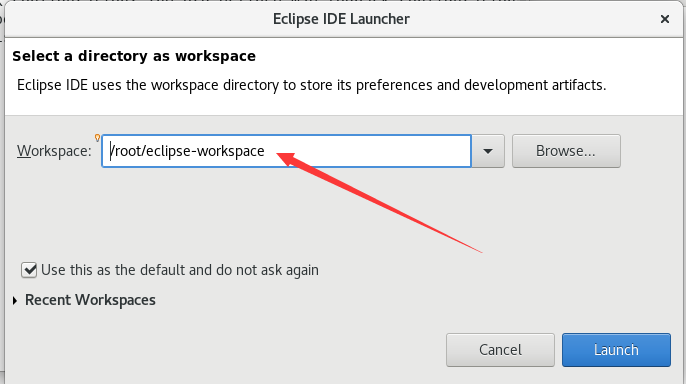 Eclipse IDE Launcher
Select a directory as workspace
Eclipse IDE uses the workspace directory to store its preferences and development artifacts.
Workspace: /root/eclipse-workspace Browse...
Use this as the default and do not ask again
Recent Workspaces
Cancel Launch